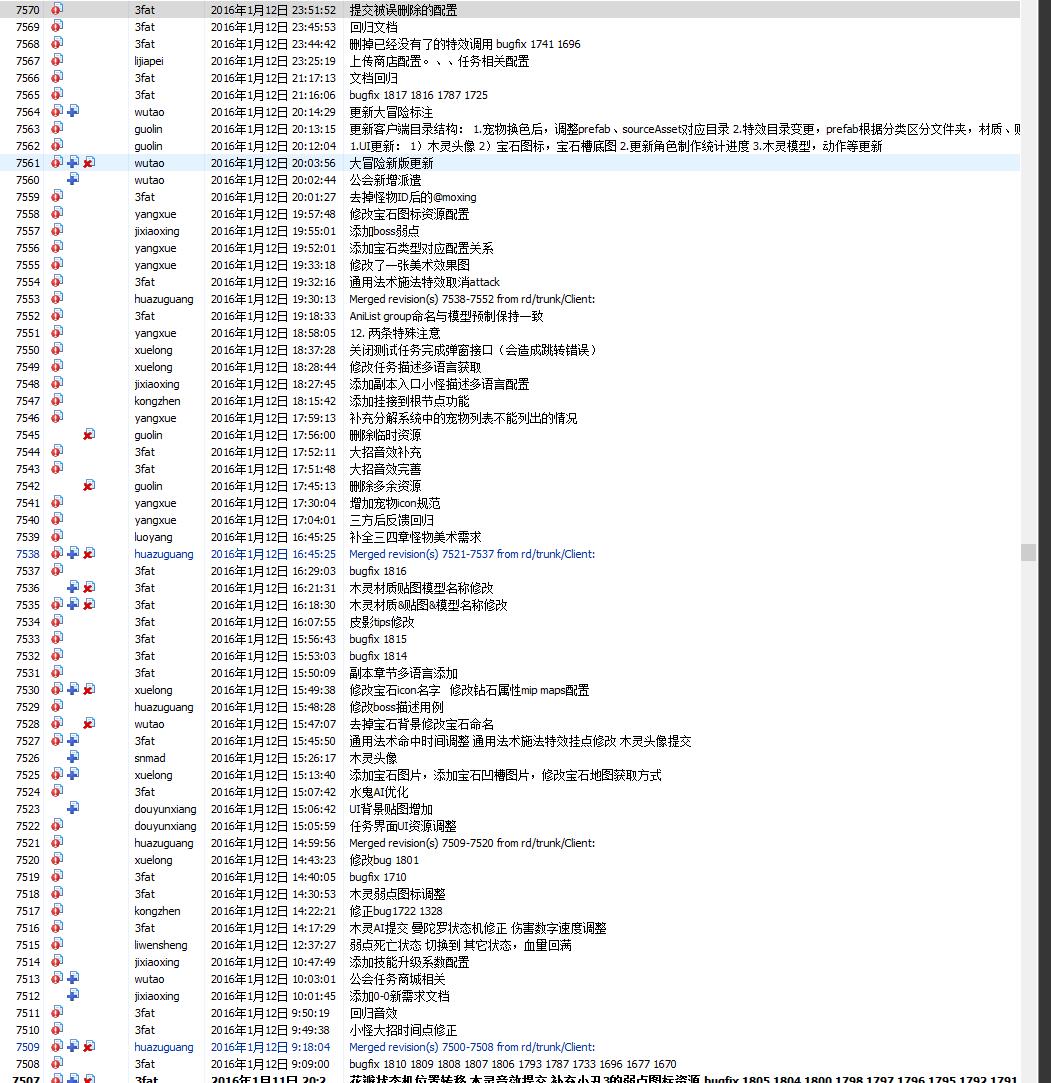 7570 3fat 2016年1月12日 23:51:52 提交被误删除的配置
7569 3fat 2016年1月12日 23:45:53 回归文档
7568 3fat 2016年1月12日 23:44:42 删掉已经没有了的特效调用 bugfix 1741 1696
7567 lijiapei 2016年1月12日 23:25:19 上传商店配置。、、任务相关配置
7566 3fat 2016年1月12日 21:17:13 文档回归
7565 3fat 2016年1月12日 21:16:06 bugfix 1817 1816 1787 1725
7564 wutao 2016年1月12日 20:14:29 更新大冒险标注
7563 guolin 2016年1月12日 20:13:15 更新客户端目录结构： 1.宠物换色后，调整prefab、sourceAsset对应目录 2.特效目录变更，prefab根据分类区分文件夹，材质、
7562 guolin 2016年1月12日 20:12:04 1.UI更新： 1）木灵头像 2）宝石图标，宝石槽底图 2.更新角色制作统计进度 3.木灵模型，动作等更新
7561 wutao 2016年1月12日 20:03:56 大冒险新版更新
7560 wutao 2016年1月12日 20:02:44 公会新增派遣
7559 3fat 2016年1月12日 20:01:27 去掉怪物ID后的@moxing
7558 yangxue 2016年1月12日 19:57:48 修改宝石图标资源配置
7557 jixiaoxing 2016年1月12日 19:55:01 添加boss弱点
7556 yangxue 2016年1月12日 19:52:01 添加宝石类型对应配置关系
7555 yangxue 2016年1月12日 19:33:18 修改了一张美术效果图
7554 3fat 2016年1月12日 19:32:16 通用法术施法特效取消attack
7553 huazuguang 2016年1月12日 19:30:13 Merged revision(s) 7538-7552 from rd/trunk/Client:
7552 3fat 2016年1月12日 19:18:33 AniList group命名与模型预制保持一致
7551 yangxue 2016年1月12日 18:58:05 12. 两条特殊注意
7550 xuelong 2016年1月12日 18:37:28 关闭测试任务完成弹窗接口（会造成跳转错误）
7549 xuelong 2016年1月12日 18:28:44 修改任务描述多语言获取
7548 jixiaoxing 2016年1月12日 18:27:45 添加副本入口小怪描述多语言配置
7547 kongzhen 2016年1月12日 18:15:42 添加挂接到根节点功能
7546 yangxue 2016年1月12日 17:59:13 补充分解系统中的宠物列表不能列出的情况
7545 guolin 2016年1月12日 17:56:00 删除临时资源
7544 3fat 2016年1月12日 17:52:11 大招音效补充
7543 3fat 2016年1月12日 17:51:48 大招音效完善
7542 guolin 2016年1月12日 17:45:13 删除多余资源
7541 yangxue 2016年1月12日 17:30:04 增加宠物icon规范
7540 yangxue 2016年1月12日 17:04:01 三方后反馈回归
7539 luoyang 2016年1月12日 16:45:25 补全三四章怪物美术需求
7538 huazuguang 2016年1月12日 16:45:25 Merged revision(s) 7521-7537 from rd/trunk/Client:
7537 3fat 2016年1月12日 16:29:03 bugfix 1816
7536 3fat 2016年1月12日 16:21:31 木灵材质贴图模型名称修改
7535 3fat 2016年1月12日 16:18:30 木灵材质&贴图&模型名称修改
7534 3fat 2016年1月12日 16:07:55 皮影tips修改
7533 3fat 2016年1月12日 15:56:43 bugfix 1815
7532 3fat 2016年1月12日 15:53:03 bugfix 1814
7531 3fat 2016年1月12日 15:50:09 副本章节多语言添加
7530 xuelong 2016年1月12日 15:49:38 修改宝石icon名字 修改钻石属性mip maps配置
7529 huazuguang 2016年1月12日 15:48:28 修改boss描述用例
7528 wutao 2016年1月12日 15:47:07 去掉宝石背景修改宝石命名
7527 3fat 2016年1月12日 15:45:50 通用法术命中时间调整 通用法术施法特效挂点修改 木灵头像提交
7526 snmad 2016年1月12日 15:26:17 木灵头像
7525 xuelong 2016年1月12日 15:13:40 添加宝石图片，添加宝石凹槽图片，修改宝石地图获取方式
7524 3fat 2016年1月12日 15:07:42 水鬼AI优化
7523 douyunxiang 2016年1月12日 15:06:42 UI背景贴图增加
7522 douyunxiang 2016年1月12日 15:05:59 任务界面UI资源调整
7521 huazuguang 2016年1月12日 14:59:56 Merged revision(s) 7509-7520 from rd/trunk/Client:
7520 xuelong 2016年1月12日 14:43:23 修改bug 1801
7519 3fat 2016年1月12日 14:40:05 bugfix 1710
7518 3fat 2016年1月12日 14:30:53 木灵弱点图标调整
7517 kongzhen 2016年1月12日 14:22:21 修正bug1722 1328
7516 3fat 2016年1月12日 14:17:29 木灵AI提交 曼陀罗状态机修正 伤害数字速度调整
7515 liwensheng 2016年1月12日 12:37:27 弱点死亡状态 切换到 其它状态，血量回满
7514 jixiaoxing 2016年1月12日 10:47:49 添加技能升级系数配置
7513 wutao 2016年1月12日 10:03:01 公会任务商城相关
7512 jixiaoxing 2016年1月12日 10:01:45 添加0-0新需求文档
7511 3fat 2016年1月12日 9:50:19 回归音效
7510 3fat 2016年1月12日 9:49:38 小怪大招时间点修正
7509 huazuguang 2016年1月12日 9:18:04 Merged revision(s) 7500-7508 from rd/trunk/Client:
7508 3fat 2016年1月12日 9:09:00 bugfix 1810 1809 1808 1807 1806 1793 1787 1733 1696 1677 1670
7507 3fat 2016年1月11日 20:2 花瓣状态机位置转移 木灵音效提交 补充小丑3的弱点图标资源 bugfix 1805 1804 1800 1798 1797 1796 1795 1792 1791